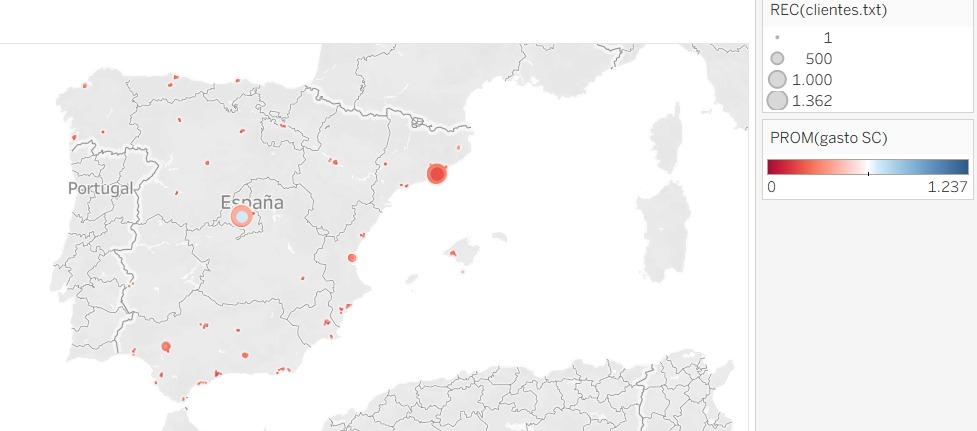 REC(clientes.txt)
1
500
1.000
1.362
PROM(gasto SC)
0 1.237
Portugal
España